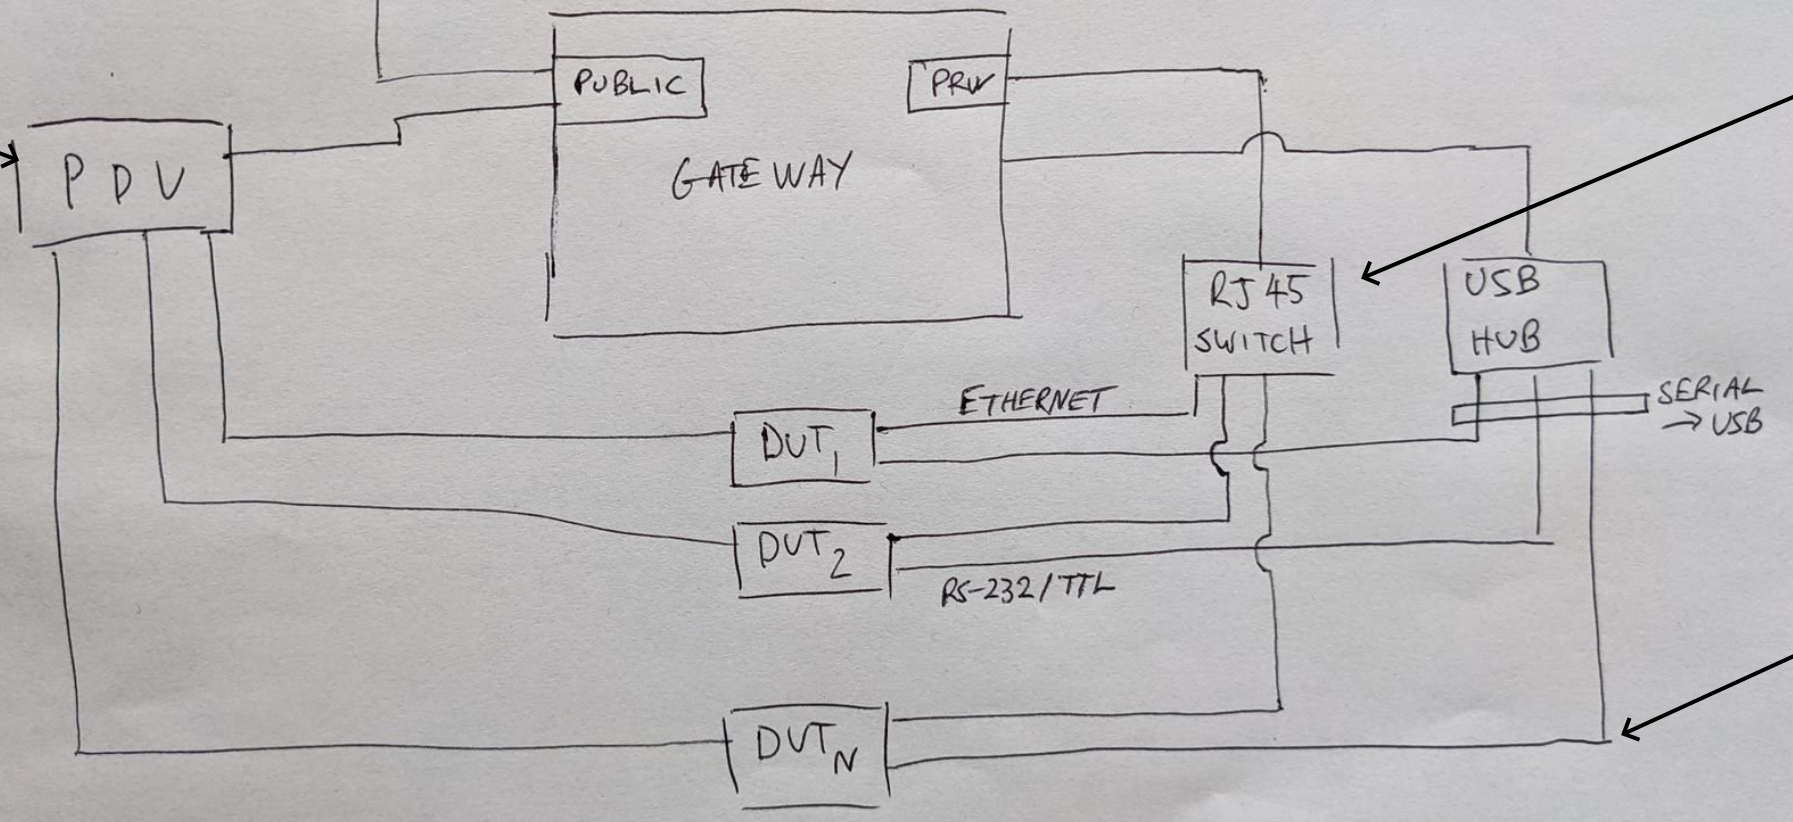 PUBLIC
PRIV
PDU
GATEWAY
RJ45
SWITCH
USB
HUB
ETHERNET
SERIAL
→ USB
DUT1
DUT2
RS-232/TTL
DUTN